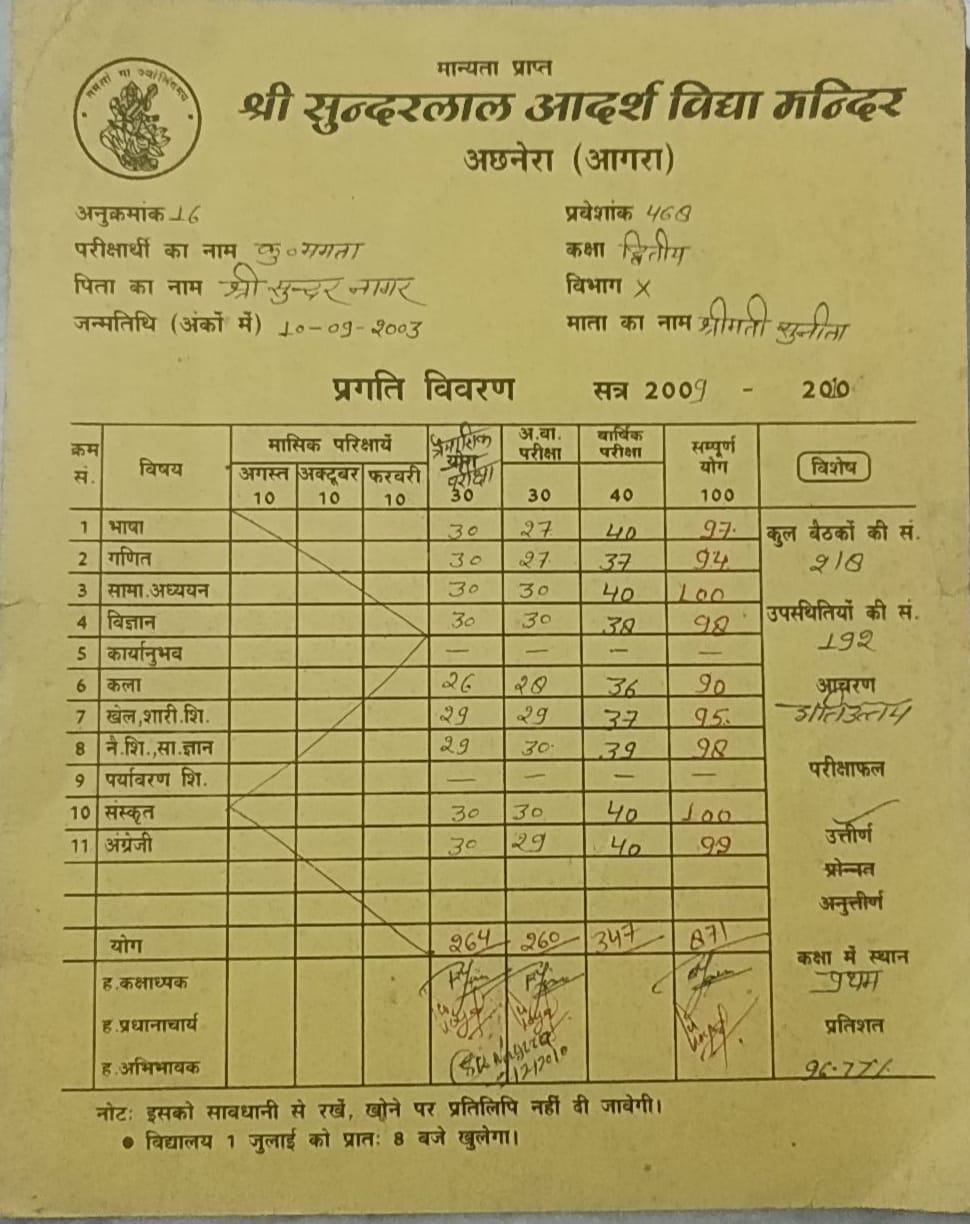 तमसो मा ज्योतिर्गमय
मान्यता प्राप्त
श्री सुन्दरलाल आदर्श विद्या मन्दिर
अछनेरा (आगरा)
अनुक्रमांक 16 प्रवेशांक 468
परीक्षार्थी का नाम कु० ममता कक्षा द्वितीय
पिता का नाम श्री सुन्दर नागर विभाग X
जन्मतिथि (अंकों में) 10-09-2003 माता का नाम श्रीमती सुनीता
प्रगति विवरण सत्र 2009 - 2010
क्रम सं. विषय मासिक परिक्षायें त्रैमासिक योग परीक्षा अ.वा. परीक्षा वार्षिक परीक्षा सम्पूर्ण योग विशेष
अगस्त अक्टूबर फरवरी
10 10 10 30 30 40 100
1 भाषा 30 27 40 97 कुल बैठकों की सं.
2 गणित 30 27 37 94 218
3 सामा.अध्ययन 30 30 40 100
4 विज्ञान 30 30 38 98 उपस्थितियों की सं.
5 कार्यानुभव — — — — 192
6 कला 26 28 36 90 आचरण
7 खेल,शारी.शि. 29 29 37 95 अतिउत्तम
8 नै.शि.,सा.ज्ञान 29 30 39 98
9 पर्यावरण शि. — — — — परीक्षाफल
10 संस्कृत 30 30 40 100
11 अंग्रेजी 30 29 40 99 उत्तीर्ण
प्रोन्नत
अनुत्तीर्ण
योग 264 260 347 871
कक्षा में स्थान
ह.कक्षाध्यक प्रथम
ह.प्रधानाचार्य प्रतिशत
ह.अभिभावक 96.77%
नोटः इसको सावधानी से रखें, खोने पर प्रतिलिपि नहीं दी जावेगी।
● विद्यालय 1 जुलाई को प्रातः 8 बजे खुलेगा।